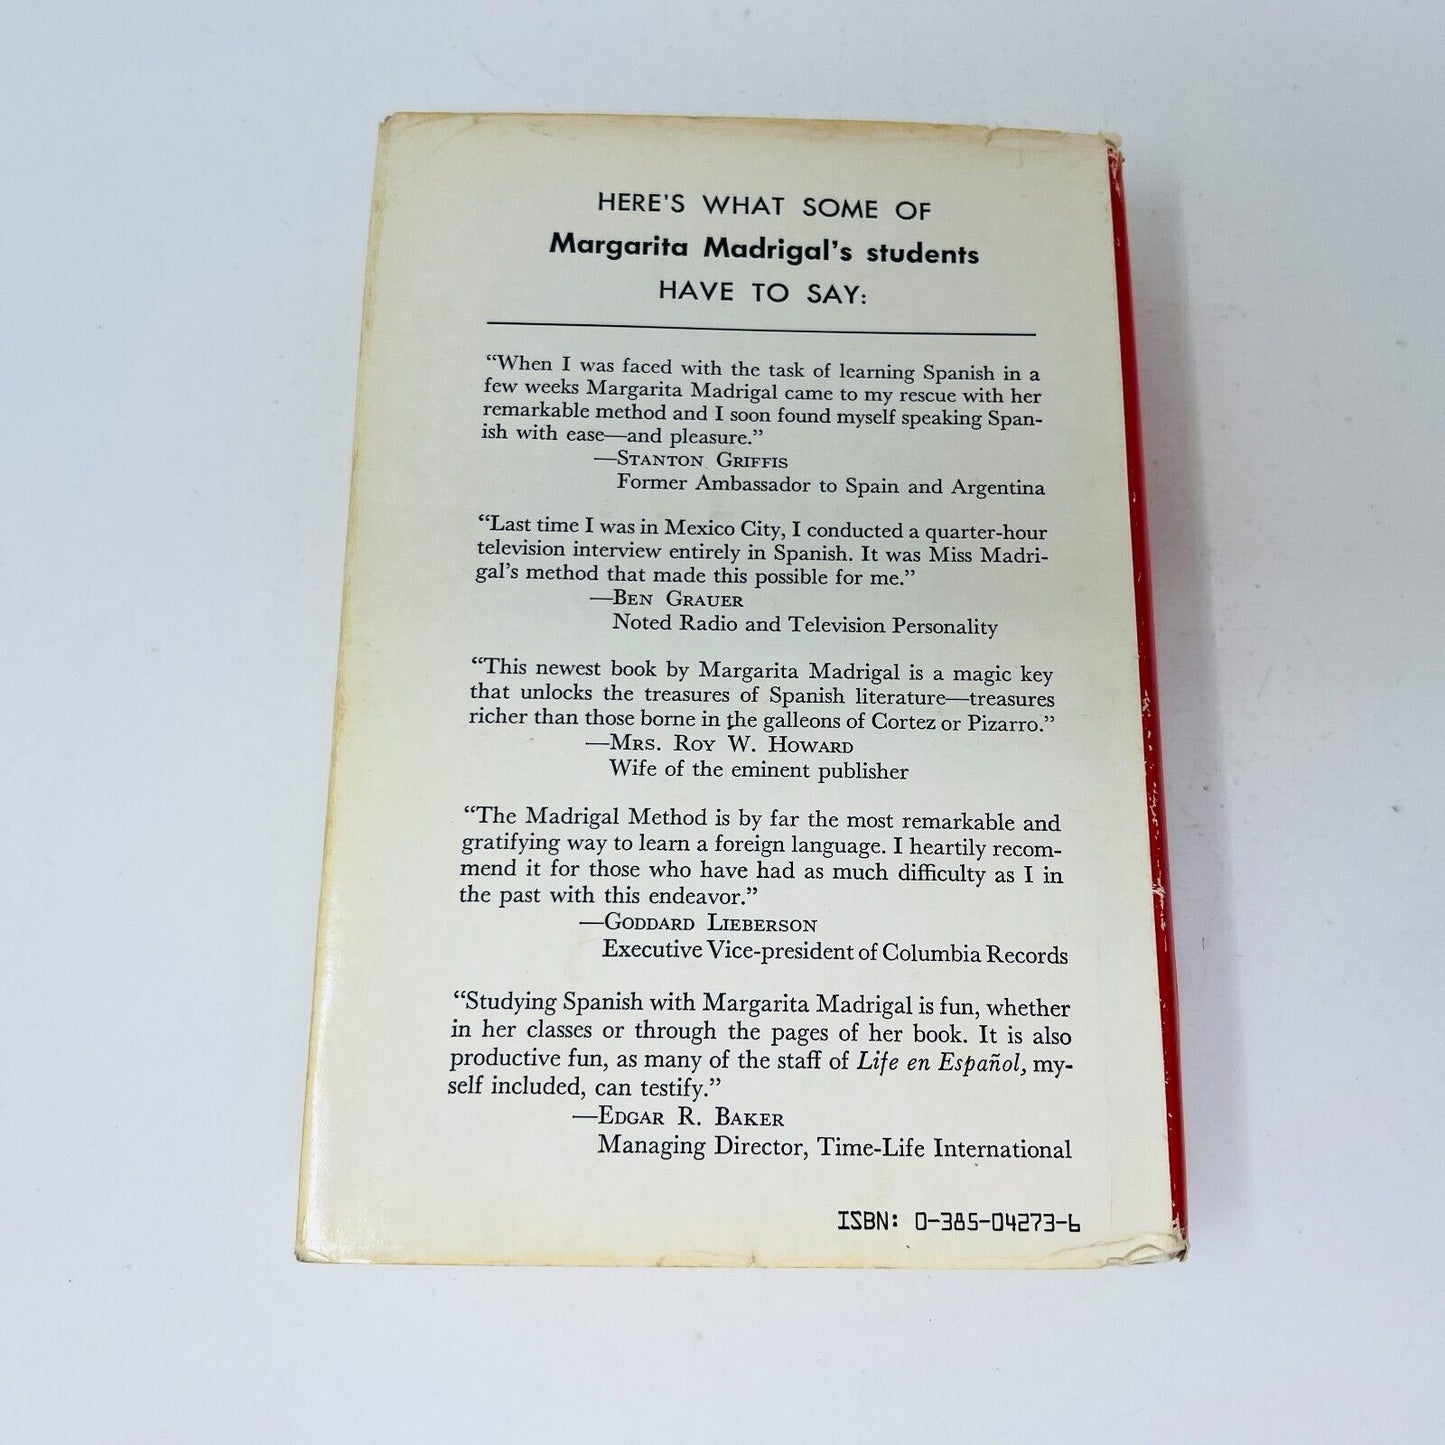 HERE'S WHAT SOME OF
Margarita Madrigal's students
HAVE TO SAY:
“When I was faced with the task of learning Spanish in a
few weeks Margarita Madrigal came to my rescue with her
remarkable method and I soon found myself speaking Span-
ish with ease—and pleasure.”
—STANTON GRIFFIS
Former Ambassador to Spain and Argentina
“Last time I was in Mexico City, I conducted a quarter-hour
television interview entirely in Spanish. It was Miss Madri-
gal's method that made this possible for me.”
—BEN GRAUER
Noted Radio and Television Personality
“This newest book by Margarita Madrigal is a magic key
that unlocks the treasures of Spanish literature—treasures
richer than those borne in the galleons of Cortez or Pizarro.”
—MRS. ROY W. HOWARD
Wife of the eminent publisher
“The Madrigal Method is by far the most remarkable and
gratifying way to learn a foreign language. I heartily recom-
mend it for those who have had as much difficulty as I in
the past with this endeavor.”
—GODDARD LIEBERSON
Executive Vice-president of Columbia Records
“Studying Spanish with Margarita Madrigal is fun, whether
in her classes or through the pages of her book. It is also
productive fun, as many of the staff of Life en Español, my-
self included, can testify.”
—EDGAR R. BAKER
Managing Director, Time-Life International
ISBN: 0-385-04273-6